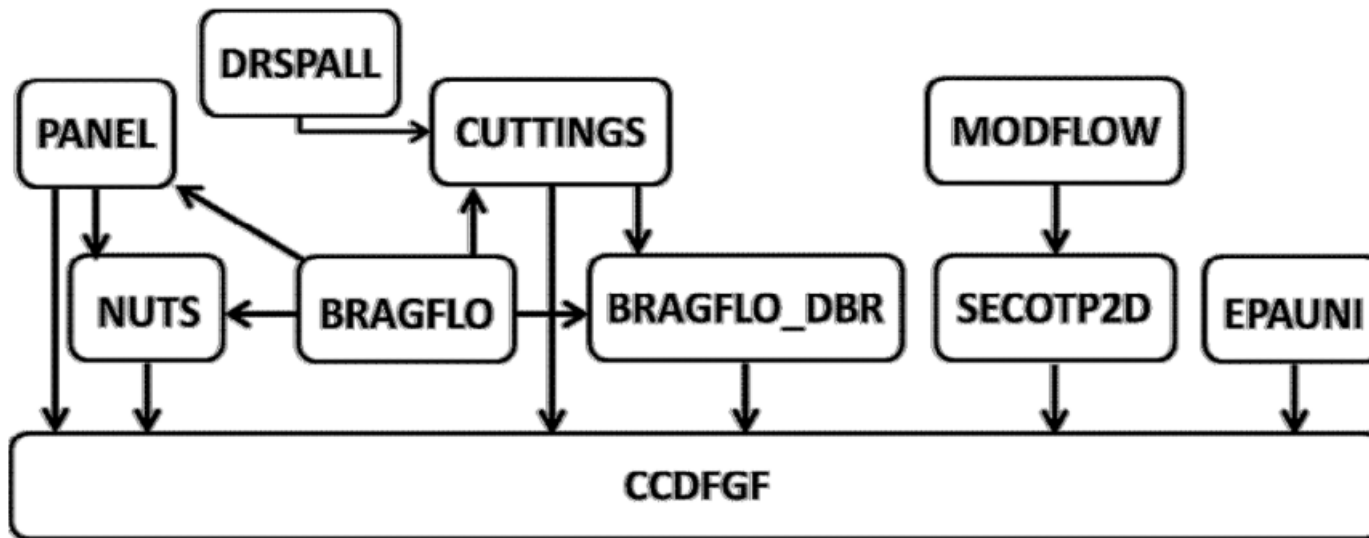 DRSPALL
PANEL
CUTTINGS
MODFLOW
NUTS
BRAGFLO
BRAGFLO_DBR
SECOTP2D
EPAUNI
CCDFGF